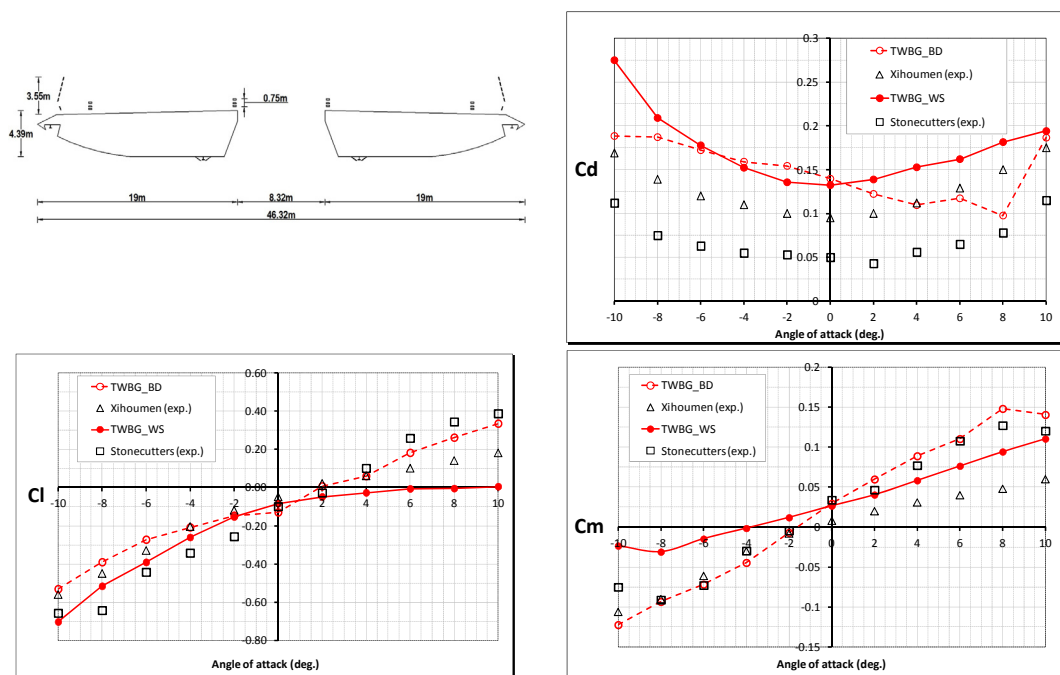 3.55m
0.75m
4.39m
19m
8.32m
19m
46.32m
Cd
0.3
0.25
0.2
0.15
0.1
0.05
0
TWBG_BD
Xihoumen (exp.)
TWBG_WS
Stonecutters (exp.)
-10 -8 -6 -4 -2 0 2 4 6 8 10
Angle of attack (deg.)
Cl
0.60
0.40
0.20
0.00
-0.20
-0.40
-0.60
-0.80
TWBG_BD
Xihoumen (exp.)
TWBG_WS
Stonecutters (exp.)
-10 -8 -6 -4 -2 0 2 4 6 8 10
Angle of attack (deg.)
Cm
0.2
0.15
0.1
0.05
0
-0.05
-0.1
-0.15
TWBG_BD
Xihoumen (exp.)
TWBG_WS
Stonecutters (exp.)
-10 -8 -6 -4 -2 0 2 4 6 8 10
Angle of attack (deg.)